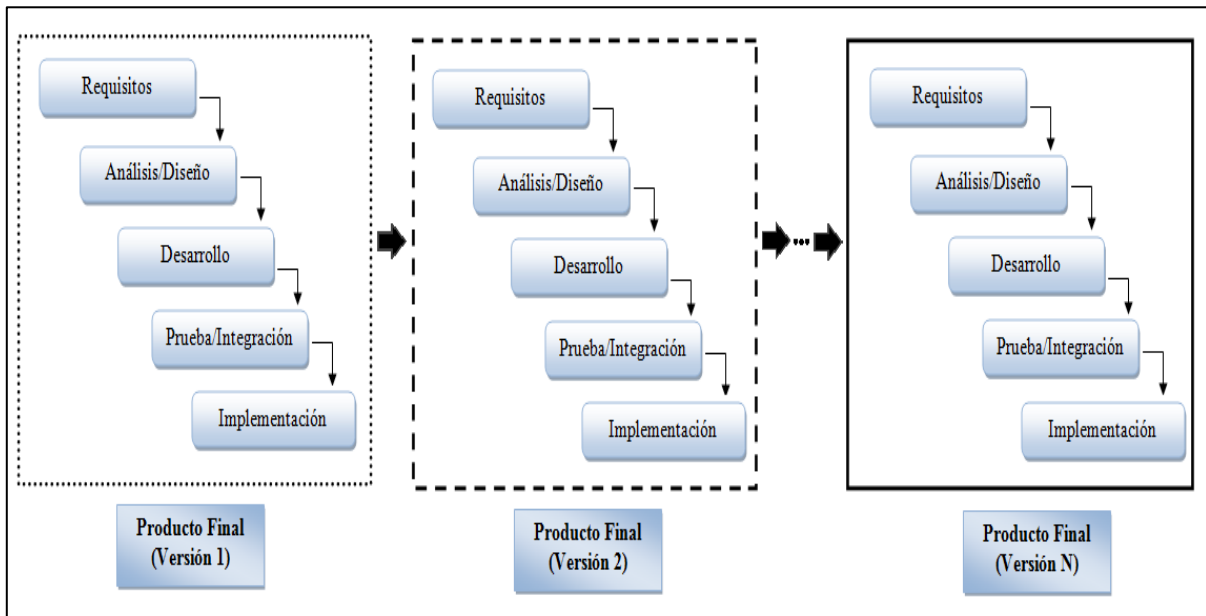 Requisitos
Análisis/Diseño
Desarrollo
Prueba/Integración
Implementación
Producto Final
(Versión 1)
Requisitos
Análisis/Diseño
Desarrollo
Prueba/Integración
Implementación
Producto Final
(Versión 2)
...
Requisitos
Análisis/Diseño
Desarrollo
Prueba/Integración
Implementación
Producto Final
(Versión N)